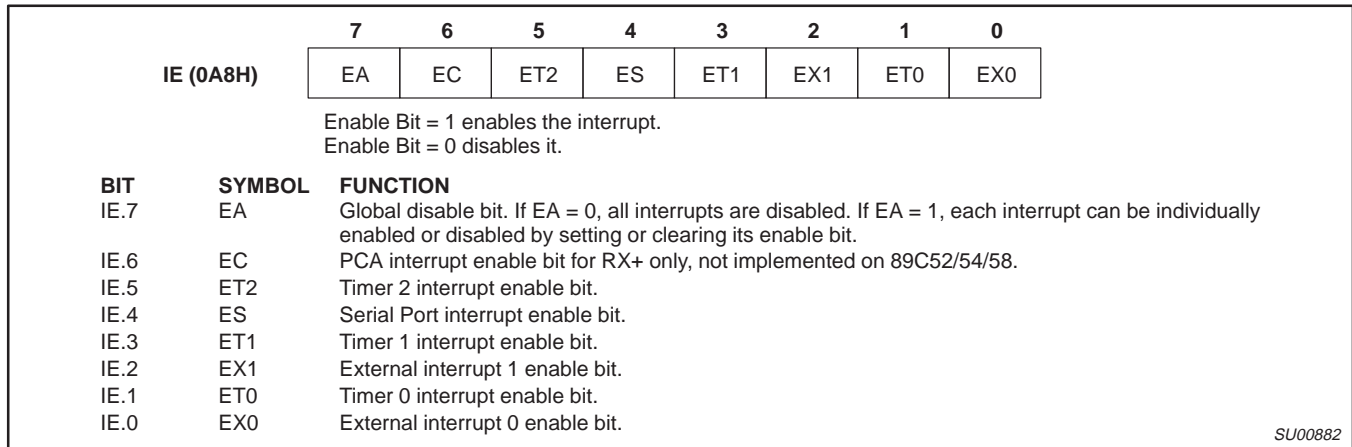 7 6 5 4 3 2 1 0
IE (0A8H) EA EC ET2 ES ET1 EX1 ET0 EX0
Enable Bit = 1 enables the interrupt.
Enable Bit = 0 disables it.
BIT SYMBOL FUNCTION
IE.7 EA Global disable bit. If EA = 0, all interrupts are disabled. If EA = 1, each interrupt can be individually
enabled or disabled by setting or clearing its enable bit.
IE.6 EC PCA interrupt enable bit for RX+ only, not implemented on 89C52/54/58.
IE.5 ET2 Timer 2 interrupt enable bit.
IE.4 ES Serial Port interrupt enable bit.
IE.3 ET1 Timer 1 interrupt enable bit.
IE.2 EX1 External interrupt 1 enable bit.
IE.1 ET0 Timer 0 interrupt enable bit.
IE.0 EX0 External interrupt 0 enable bit.
SU00882